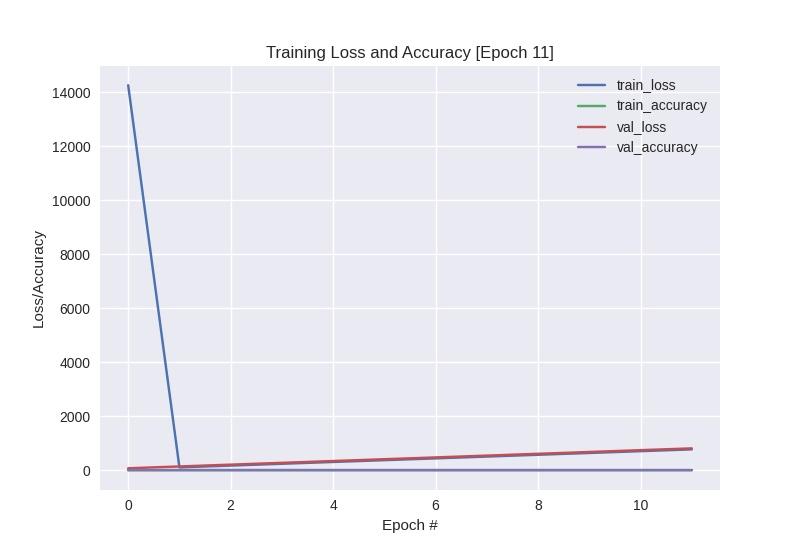 Training Loss and Accuracy [Epoch 11]
train_loss
train_accuracy
val_loss
val_accuracy
14000
12000
10000
8000
6000
4000
2000
0
Loss/Accuracy
0 2 4 6 8 10
Epoch #